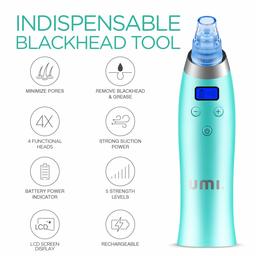 INDISPENSABLE
BLACKHEAD TOOL
MINIMIZE PORES
REMOVE BLACKHEAD
& GREASE
4X
4 FUNCTIONAL
HEADS
STRONG SUCTION
POWER
BATTERY POWER
INDICATOR
5 STRENGTH
LEVELS
LCD
LCD SCREEN
DISPLAY
RECHARGEABLE
umi.